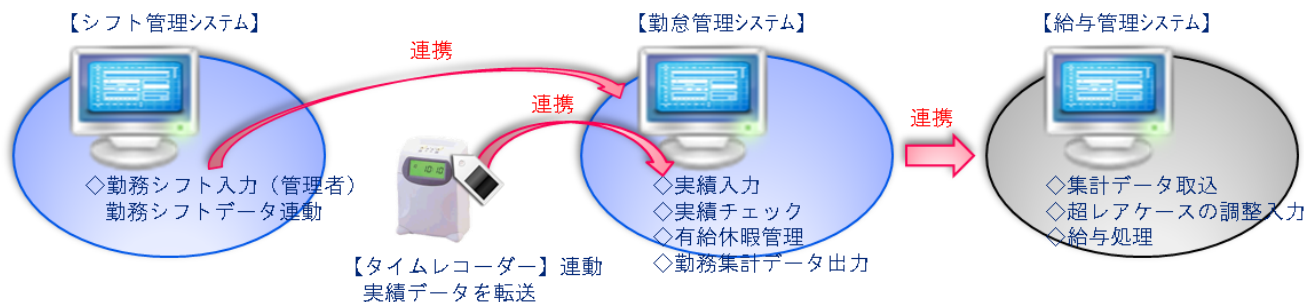 【シフト管理システム】
連携
◇勤務シフト入力（管理者）
勤務シフトデータ連動
10 10
【タイムレコーダー】連動
実績データを転送
連携
【勤怠管理システム】
◇実績入力
◇実績チェック
◇有給休暇管理
◇勤務集計データ出力
連携
【給与管理システム】
◇集計データ取込
◇超レアケースの調整入力
◇給与処理